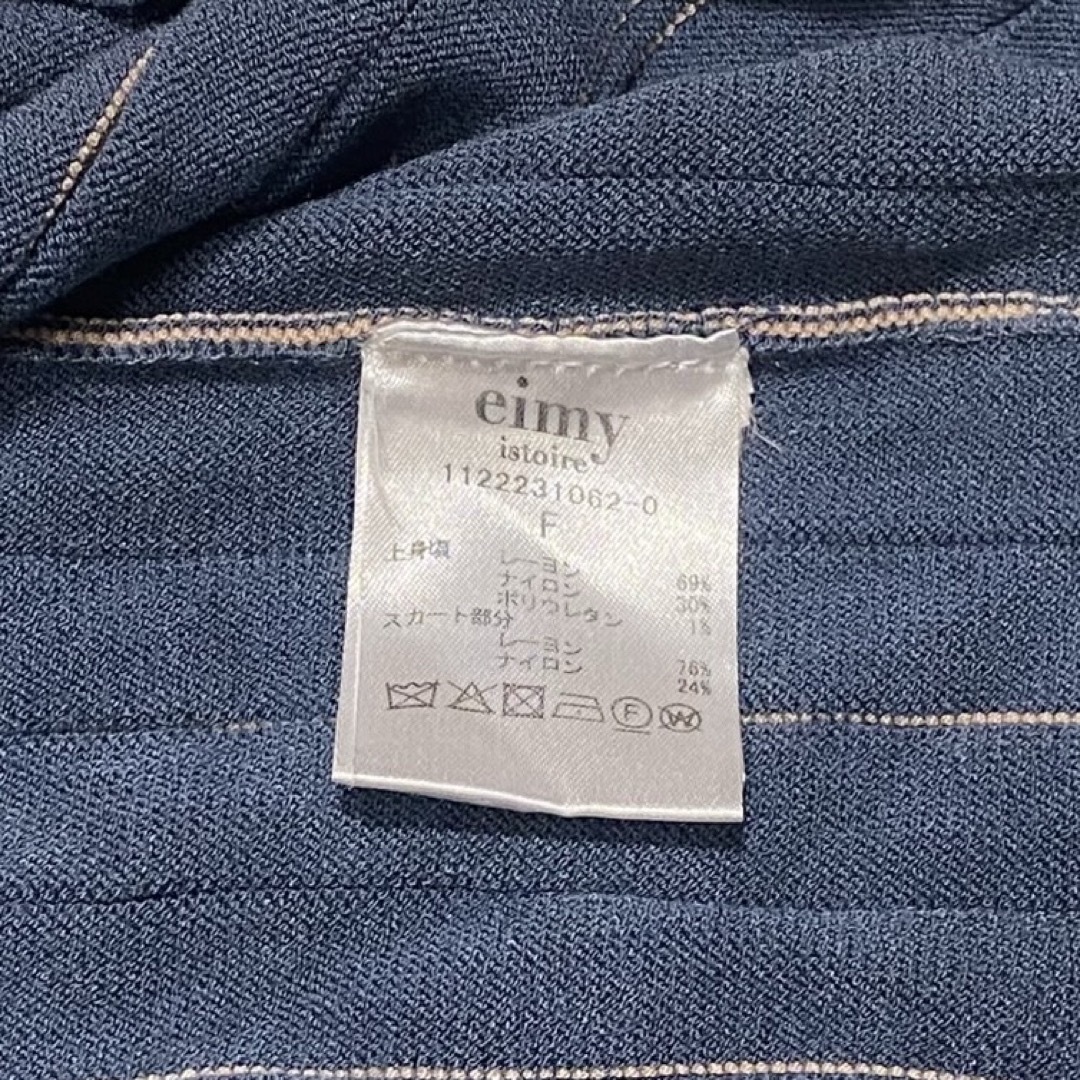 eimy
istoire
1122231062-0
F
上身頃 レーヨン 69%
ナイロン 30%
ポリウレタン 1%
スカート部分
レーヨン 76%
ナイロン 24%
F W